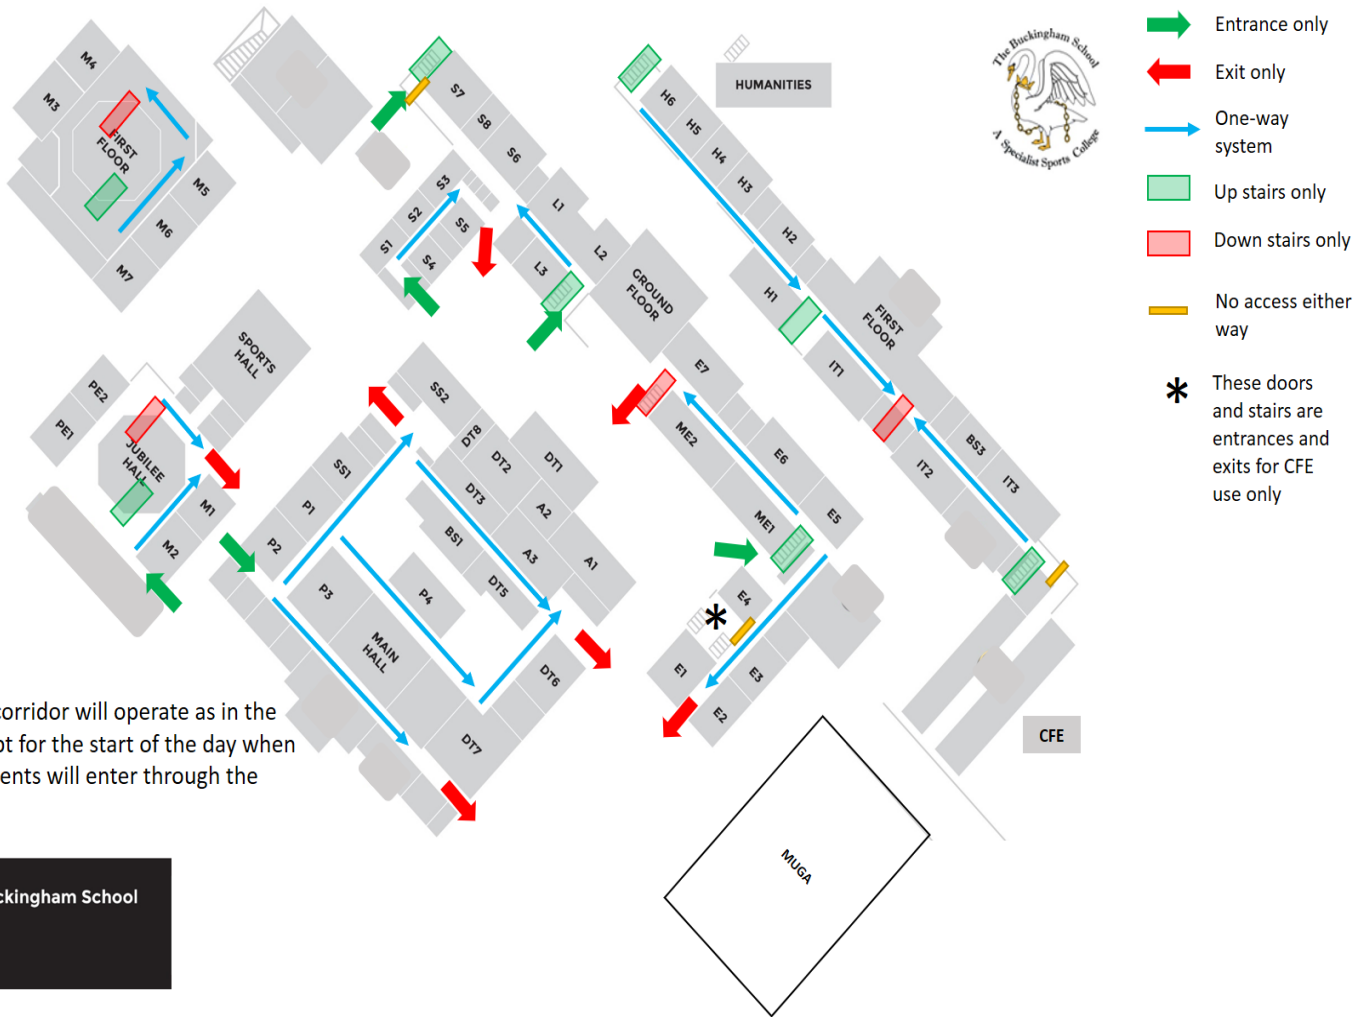 M4
M3
FIRST
FLOOR
M5
M6
M7
S7
S8
S6
S3
S2
S1
S5
S4
L1
L2
L3
GROUND
FLOOR
HUMANITIES
H6
H5
H4
H3
H2
H1
FIRST
FLOOR
IT1
IT2
BS3
IT3
The Buckingham School
A Specialist Sports College
Entrance only
Exit only
One-way
system
Up stairs only
Down stairs only
No access either
way
*
These doors
and stairs are
entrances and
exits for CFE
use only
SPORTS
HALL
PE2
PE1
JUBILEE
HALL
M1
M2
SS2
SS1
P1
P2
P3
P4
MAIN
HALL
DT8
DT2
DT1
DT3
A2
BS1
A3
A1
DT5
DT6
DT7
E7
ME2
E6
ME1
E5
E4
*
E1
E3
E2
CFE
MUGA
corridor will operate as in the
pt for the start of the day when
ents will enter through the
ckingham School